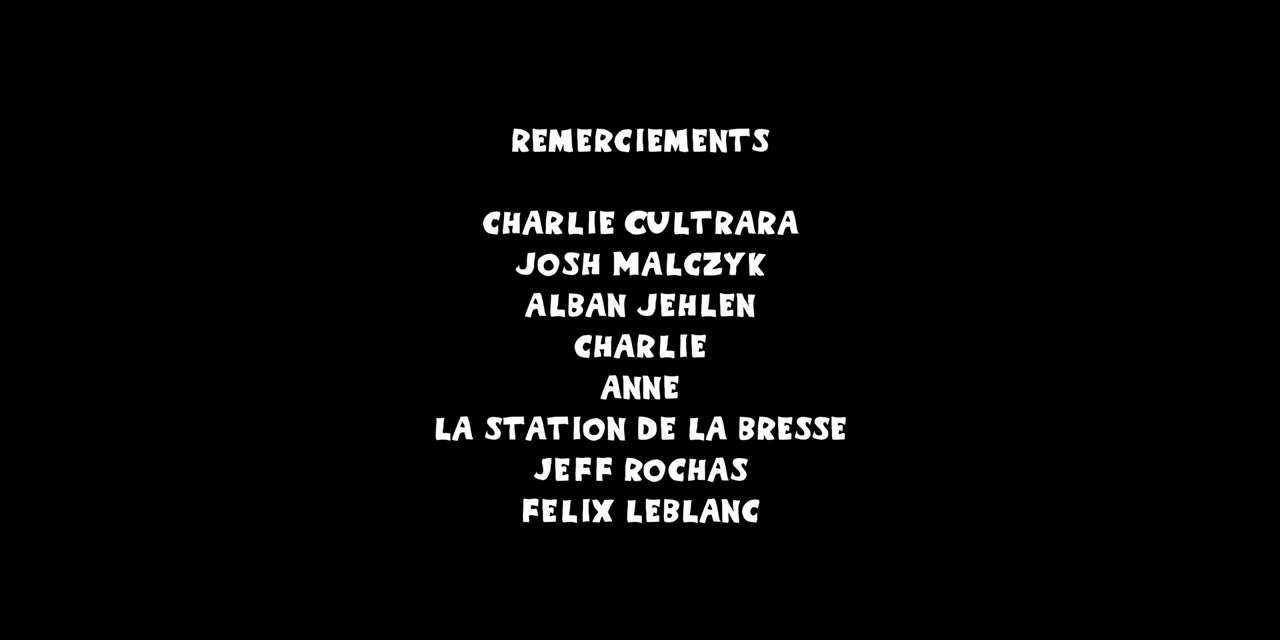 REMERCIEMENTS
CHARLIE CULTRARA
JOSH MALCZYK
ALBAN JEHLEN
CHARLIE
ANNE
LA STATION DE LA BRESSE
JEFF ROCHAS
FELIX LEBLANC